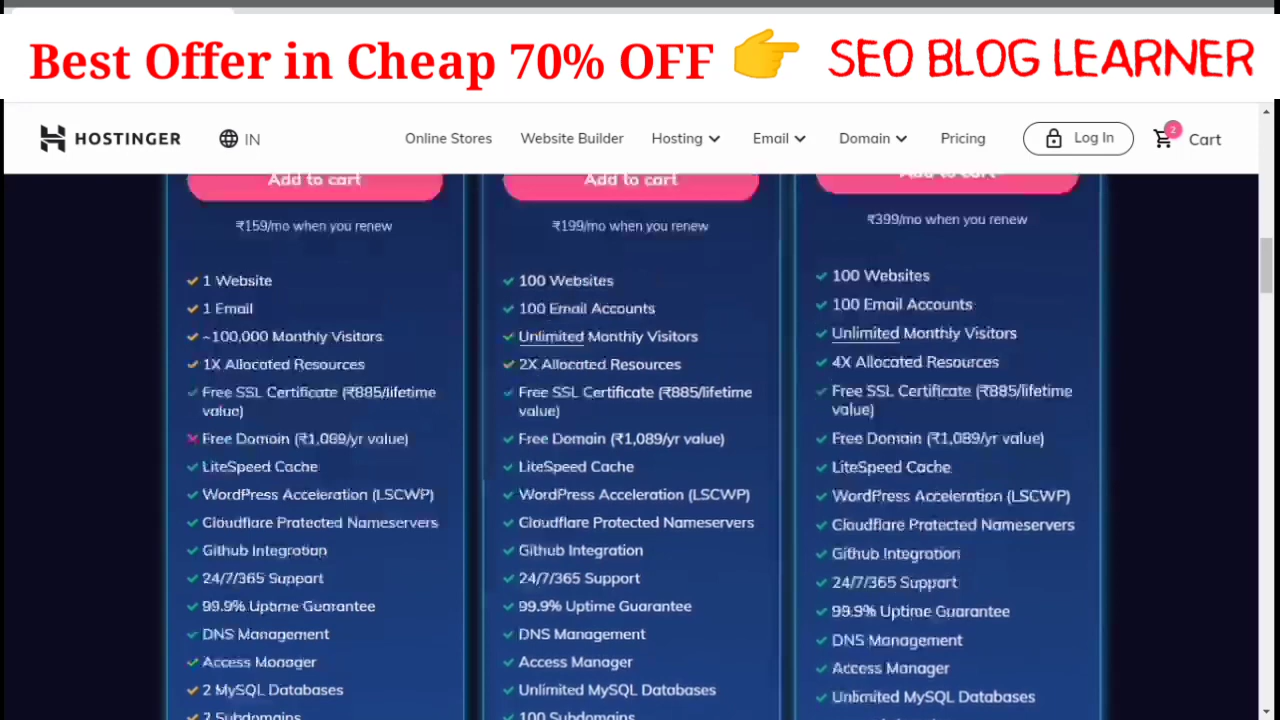 Best Offer in Cheap 70% OFF 👉 SEO BLOG LEARNER
HOSTINGER IN Online Stores Website Builder Hosting Email Domain Pricing Log In 2 Cart
Add to cart
₹159/mo when you renew
1 Website
1 Email
~100,000 Monthly Visitors
1X Allocated Resources
Free SSL Certificate (₹885/lifetime
value)
Free Domain (₹1,089/yr value)
LiteSpeed Cache
WordPress Acceleration (LSCWP)
Cloudflare Protected Nameservers
Github Integration
24/7/365 Support
99.9% Uptime Guarantee
DNS Management
Access Manager
2 MySQL Databases
2 Subdomains
Add to cart
₹199/mo when you renew
100 Websites
100 Email Accounts
Unlimited Monthly Visitors
2X Allocated Resources
Free SSL Certificate (₹885/lifetime
value)
Free Domain (₹1,089/yr value)
LiteSpeed Cache
WordPress Acceleration (LSCWP)
Cloudflare Protected Nameservers
Github Integration
24/7/365 Support
99.9% Uptime Guarantee
DNS Management
Access Manager
Unlimited MySQL Databases
100 Subdomains
Add to cart
₹399/mo when you renew
100 Websites
100 Email Accounts
Unlimited Monthly Visitors
4X Allocated Resources
Free SSL Certificate (₹885/lifetime
value)
Free Domain (₹1,089/yr value)
LiteSpeed Cache
WordPress Acceleration (LSCWP)
Cloudflare Protected Nameservers
Github Integration
24/7/365 Support
99.9% Uptime Guarantee
DNS Management
Access Manager
Unlimited MySQL Databases